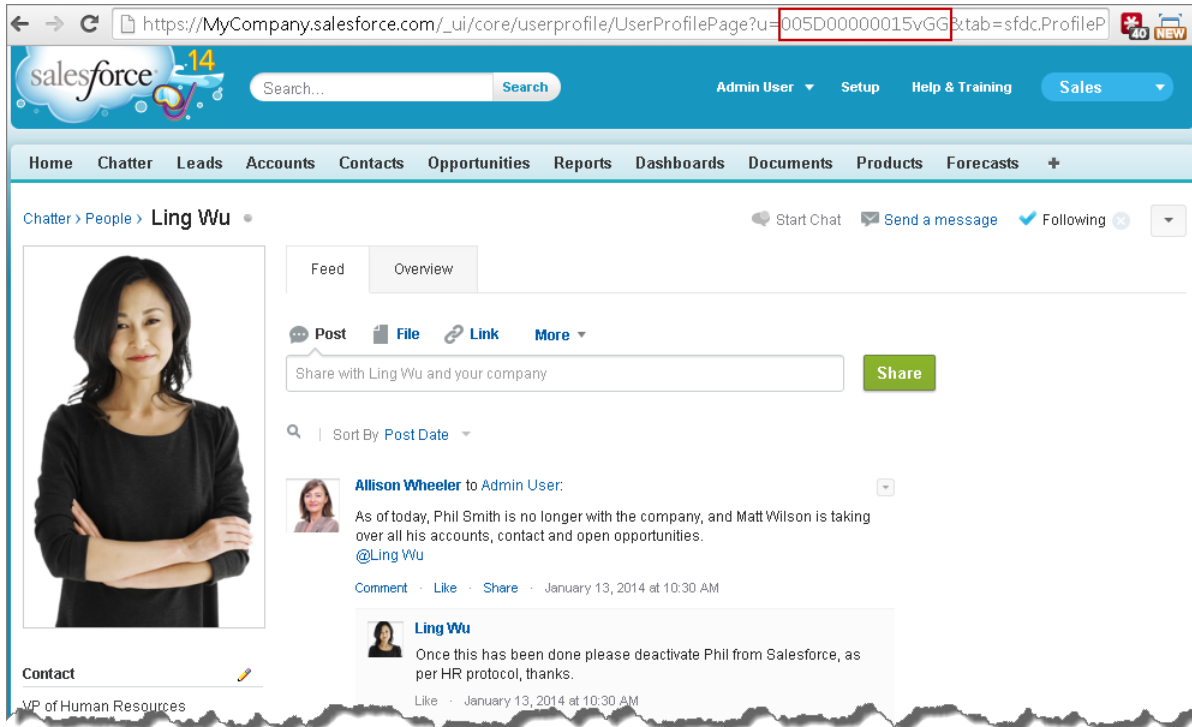 https://MyCompany.salesforce.com/_ui/core/userprofile/UserProfilePage?u=005D00000015vGG&tab=sfdc.ProfileP
40 NEW
salesforce '14
Search... Search Admin User Setup Help & Training Sales
Home Chatter Leads Accounts Contacts Opportunities Reports Dashboards Documents Products Forecasts +
Chatter > People > Ling Wu Start Chat Send a message Following
Feed Overview
Post File Link More
Share with Ling Wu and your company Share
Sort By Post Date
Allison Wheeler to Admin User:
As of today, Phil Smith is no longer with the company, and Matt Wilson is taking
over all his accounts, contact and open opportunities.
@Ling Wu
Comment · Like · Share · January 13, 2014 at 10:30 AM
Ling Wu
Once this has been done please deactivate Phil from Salesforce, as
per HR protocol, thanks.
Contact
Like · January 13, 2014 at 10:30 AM
VP of Human Resources